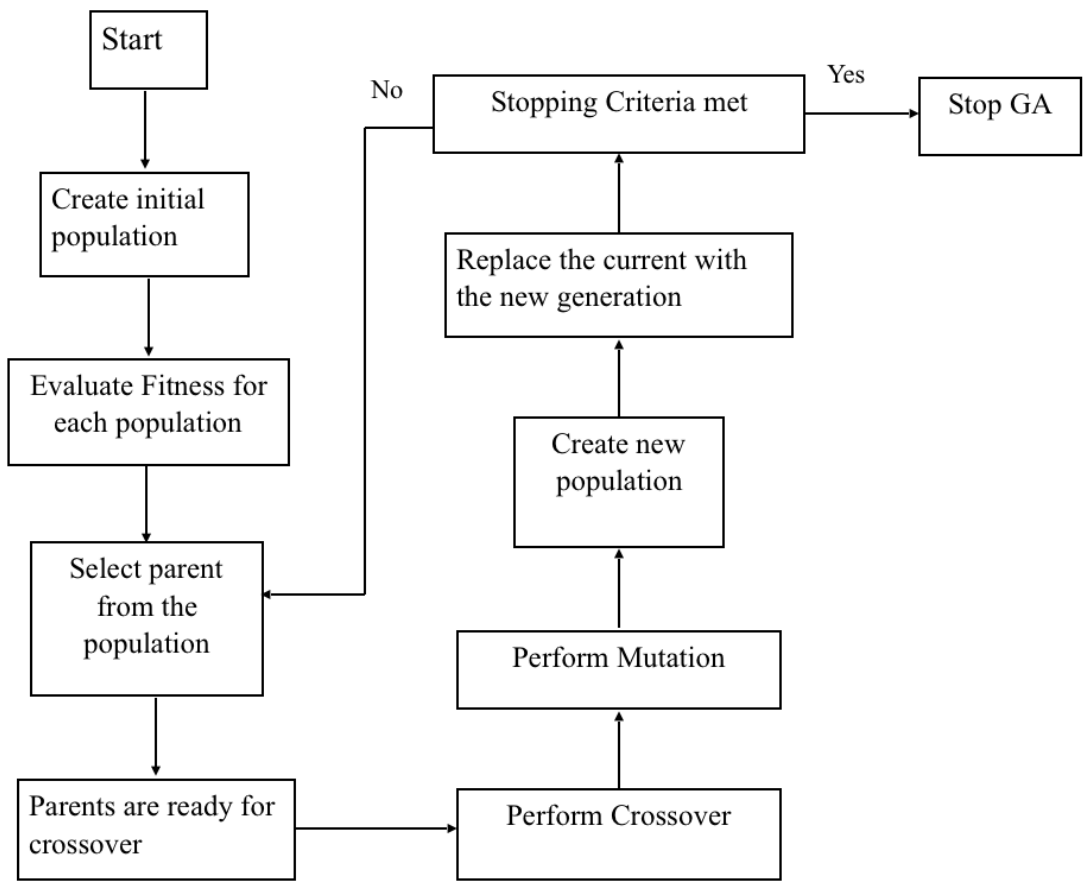 Start
Create initial
population
Evaluate Fitness for
each population
Select parent
from the
population
Parents are ready for
crossover
Perform Crossover
Perform Mutation
Create new
population
Replace the current with
the new generation
Stopping Criteria met
No
Yes
Stop GA